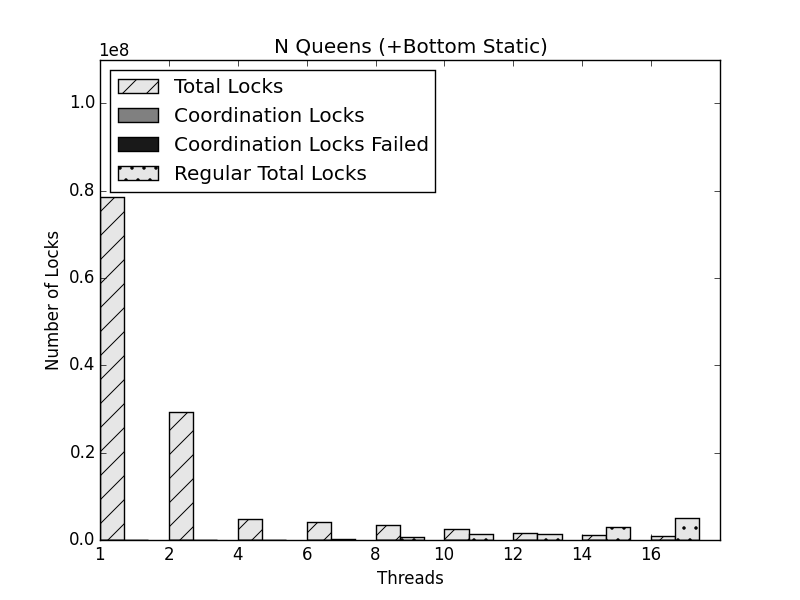 N Queens (+Bottom Static)
1e8
Total Locks
Coordination Locks
Coordination Locks Failed
Regular Total Locks
1.0
0.8
0.6
0.4
0.2
0.0
Number of Locks
1 2 4 6 8 10 12 14 16
Threads